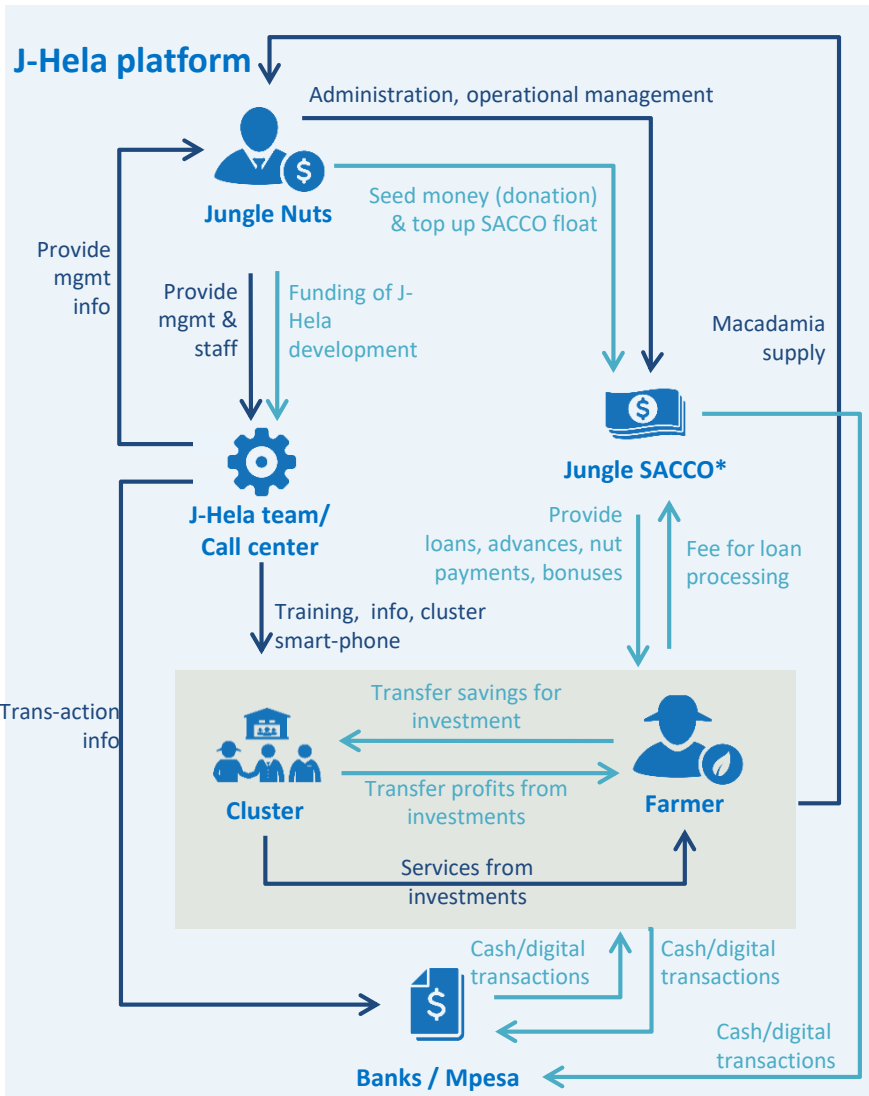 J-Hela platform
Administration, operational management
$
Jungle Nuts
Seed money (donation)
& top up SACCO float
Provide
mgmt
info
Provide
mgmt &
staff
Funding of J-
Hela
development
Macadamia
supply
$
Jungle SACCO*
J-Hela team/
Call center
Provide
loans, advances, nut
payments, bonuses
Fee for loan
processing
Training, info, cluster
smart-phone
Trans-action
info
Transfer savings for
investment
Cluster
Transfer profits from
investments
Farmer
Services from
investments
Cash/digital
transactions
Cash/digital
transactions
$
Cash/digital
transactions
Banks / Mpesa